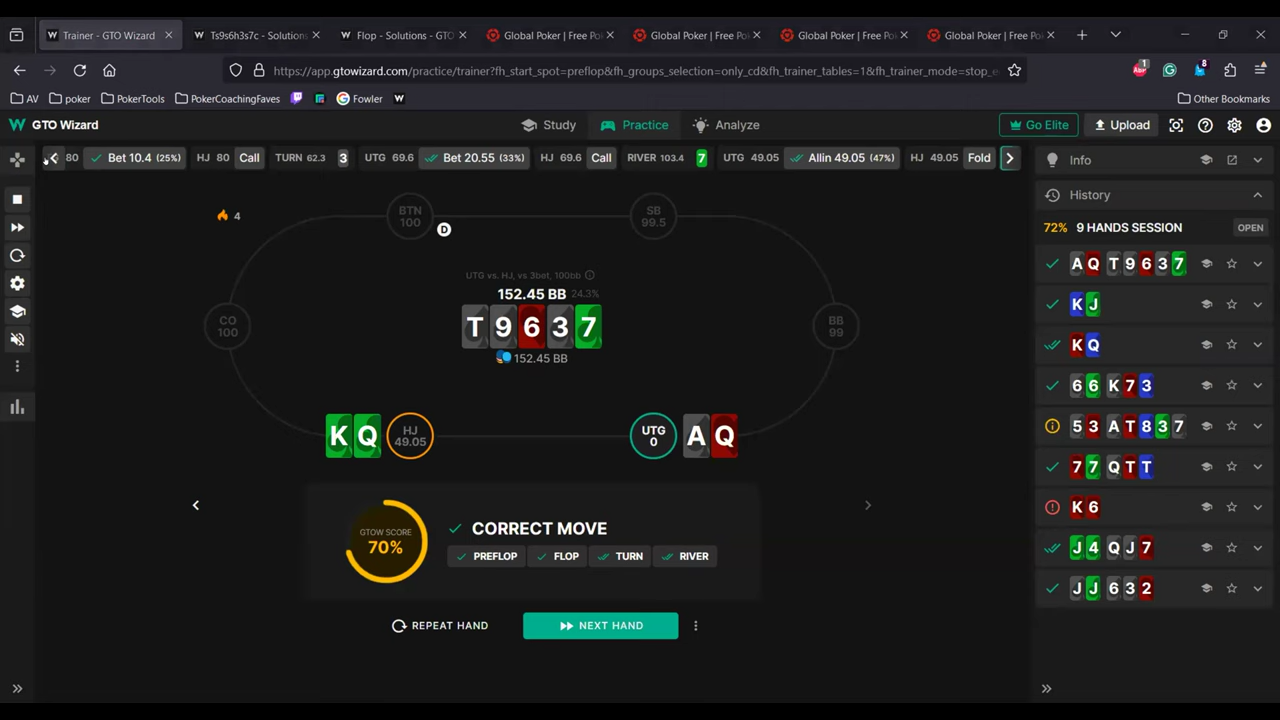 Trainer - GTO Wizard
Ts9s6h3s7c - Solutions
Flop - Solutions - GTO
Global Poker | Free Po
Global Poker | Free Po
Global Poker | Free Po
Global Poker | Free Po
https://app.gtowizard.com/practice/trainer?fh_start_spot=preflop&fh_groups_selection=only_cd&fh_trainer_tables=1&fh_trainer_mode=stop_e
1
8
AV
poker
PokerTools
PokerCoachingFaves
Fowler
Other Bookmarks
GTO Wizard
Study
Practice
Analyze
Go Elite
Upload
80 Bet 10.4 (25%) HJ 80 Call TURN 62.3 3 UTG 69.6 Bet 20.55 (33%) HJ 69.6 Call RIVER 103.4 7 UTG 49.05 Allin 49.05 (47%) HJ 49.05 Fold
Info
History
72% 9 HANDS SESSION OPEN
4
BTN
100
D
SB
99.5
UTG vs. HJ, vs 3bet, 100bb
152.45 BB 24.3%
T 9 6 3 7
152.45 BB
CO
100
BB
99
K Q
HJ
49.05
UTG
0
A Q
GTOW SCORE
70%
CORRECT MOVE
PREFLOP FLOP TURN RIVER
REPEAT HAND
NEXT HAND
A Q T 9 6 3 7
K J
K Q
6 6 K 7 3
5 3 A T 8 3 7
7 7 Q T T
K 6
J 4 Q J 7
J J 6 3 2